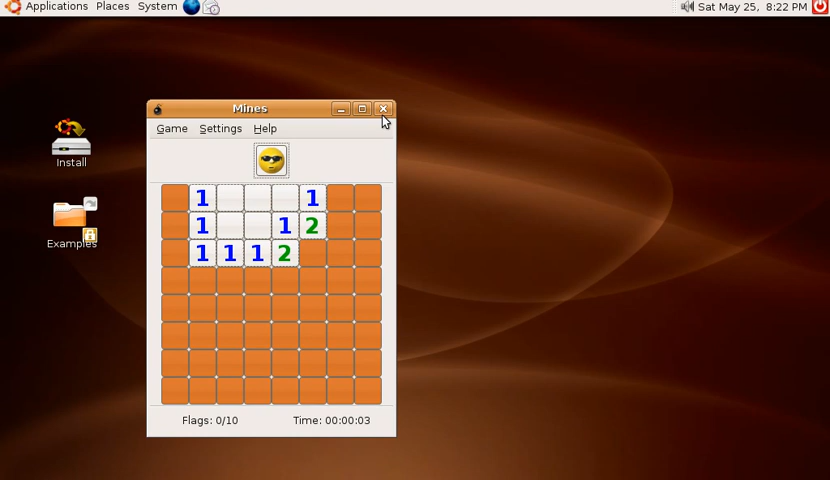 Applications Places System Sat May 25, 8:22 PM
Mines
Game Settings Help
Install
Examples
1 1
1 1 2
1 1 1 2
Flags: 0/10 Time: 00:00:03